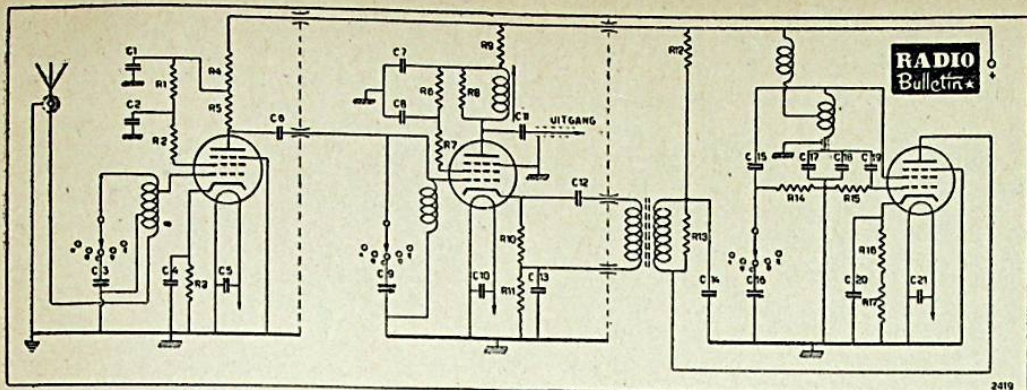 C1
R1
C2
R2
R4
R5
C6
C3
C4
R3
C5
C7
C8
R6
R7
R8
R9
C11
UITGANG
C12
C9
C10
R10
R11
C13
R12
R13
C14
C15
C16
R14
C17
C18
C19
R15
R16
R17
C20
C21
RADIO
Bulletin
+
2419